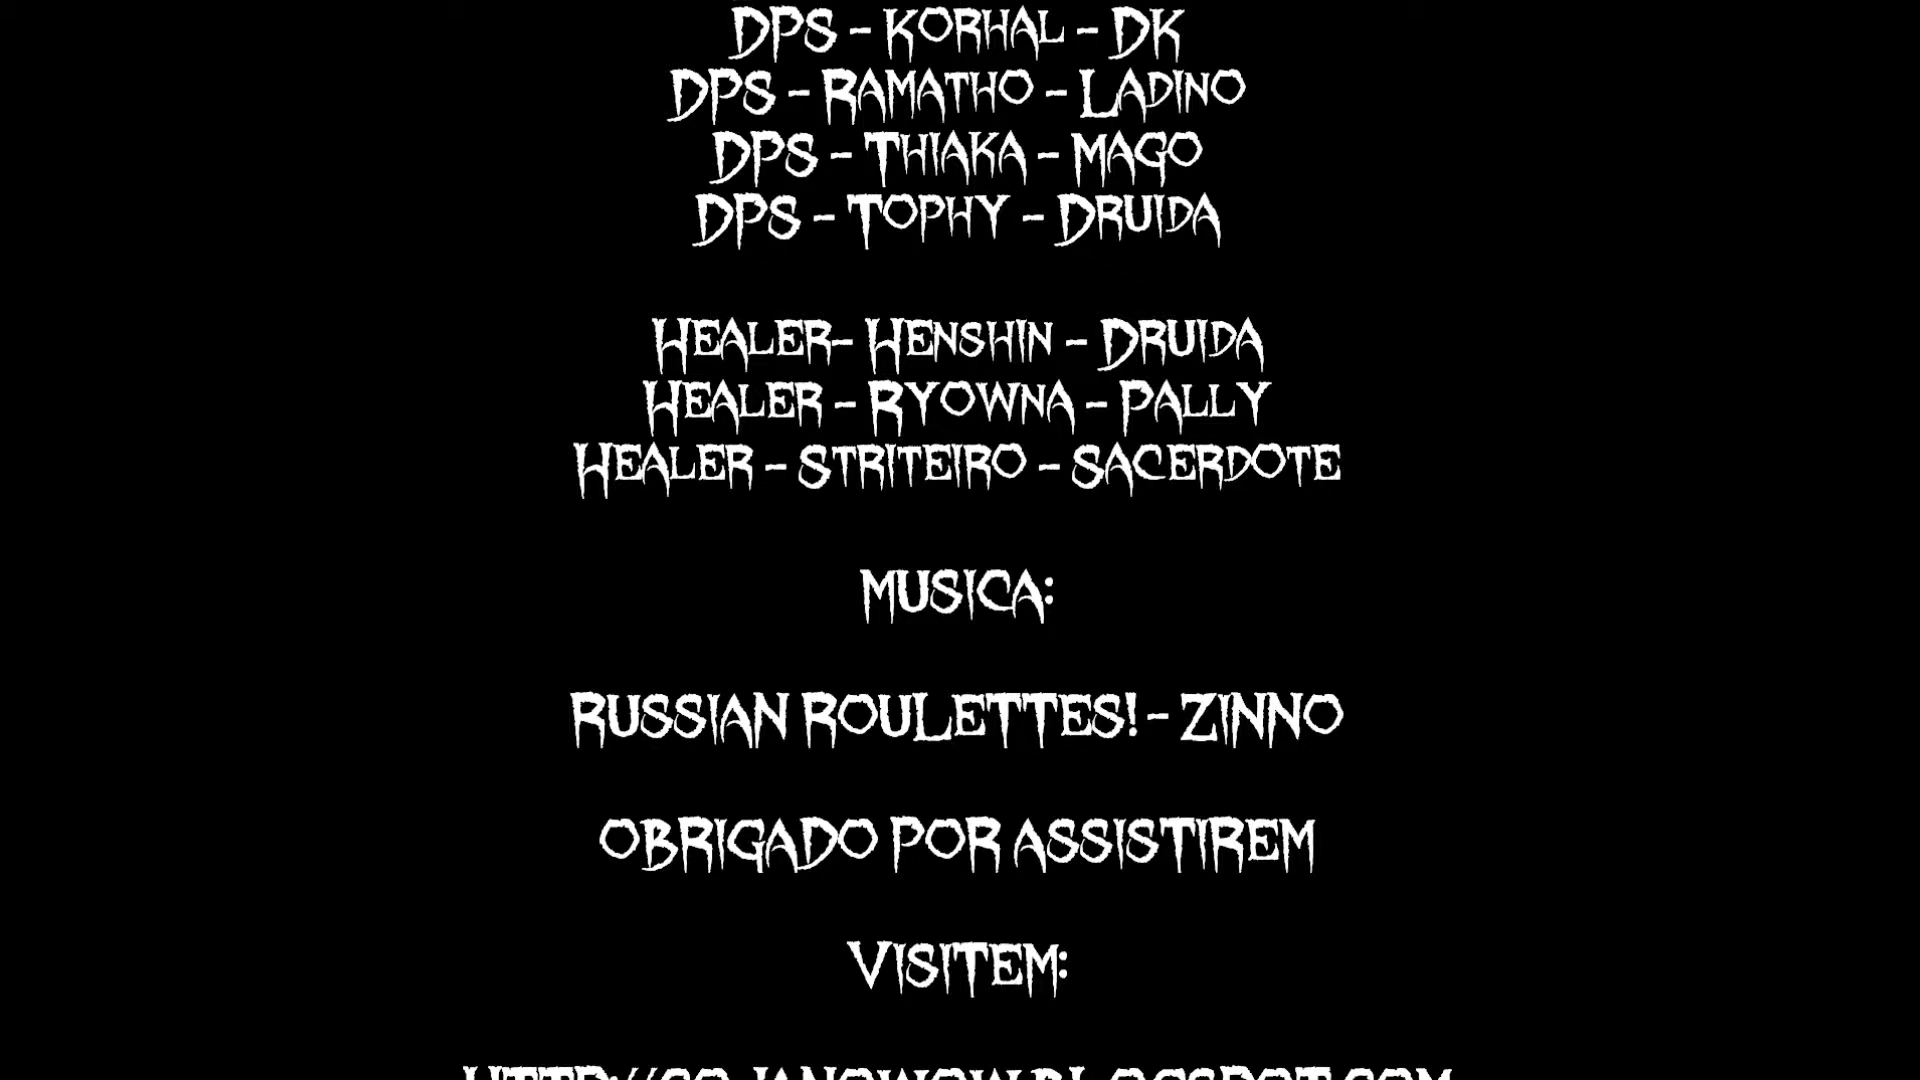 DPS - Korhal - DK
DPS - Ramatho - Ladino
DPS - Thiaka - Mago
DPS - Tophy - Druida
Healer- Henshin - Druida
Healer - Ryowna - Pally
Healer - Striteiro - Sacerdote
Musica:
Russian Roulettes! - Zinno
Obrigado por assistirem
Visitem: